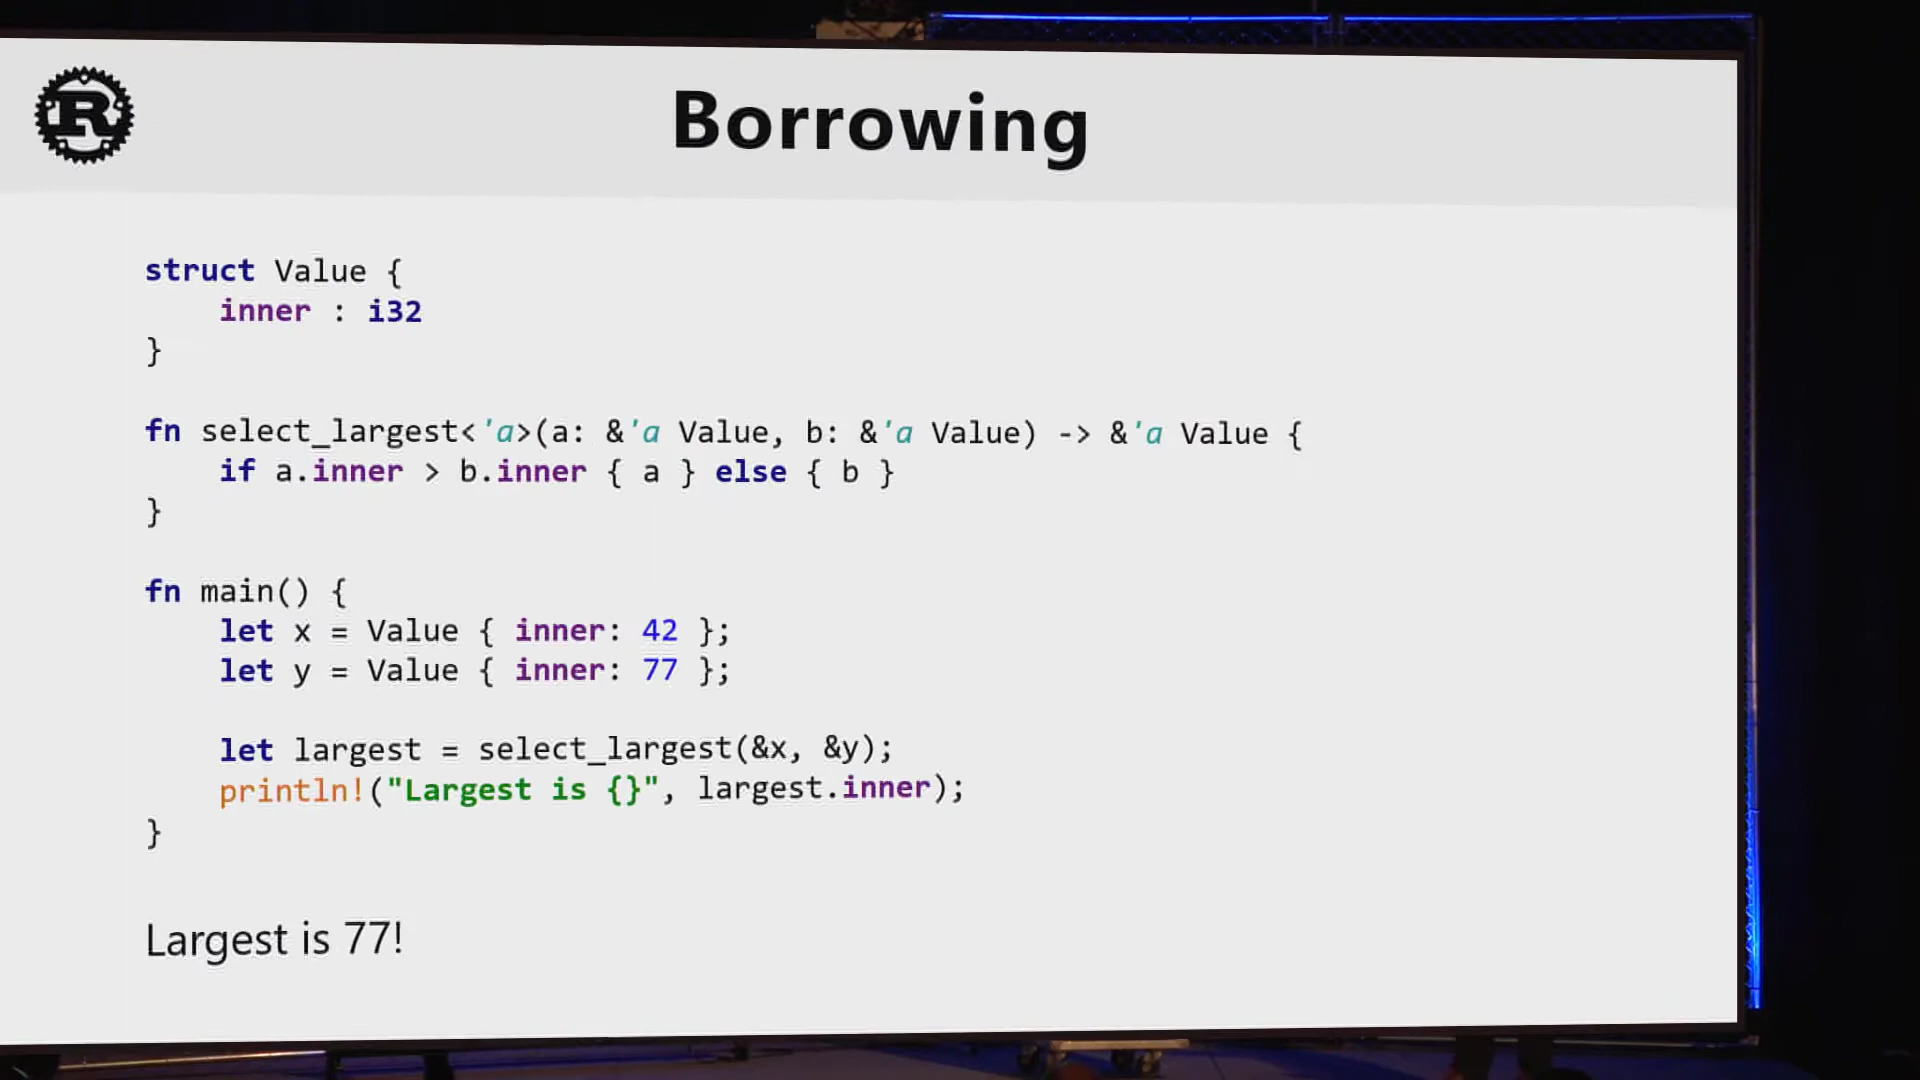 R
Borrowing
struct Value {
    inner : i32
}
fn select_largest<'a>(a: &'a Value, b: &'a Value) -> &'a Value {
    if a.inner > b.inner { a } else { b }
}
fn main() {
    let x = Value { inner: 42 };
    let y = Value { inner: 77 };
    let largest = select_largest(&x, &y);
    println!("Largest is {}", largest.inner);
}
Largest is 77!